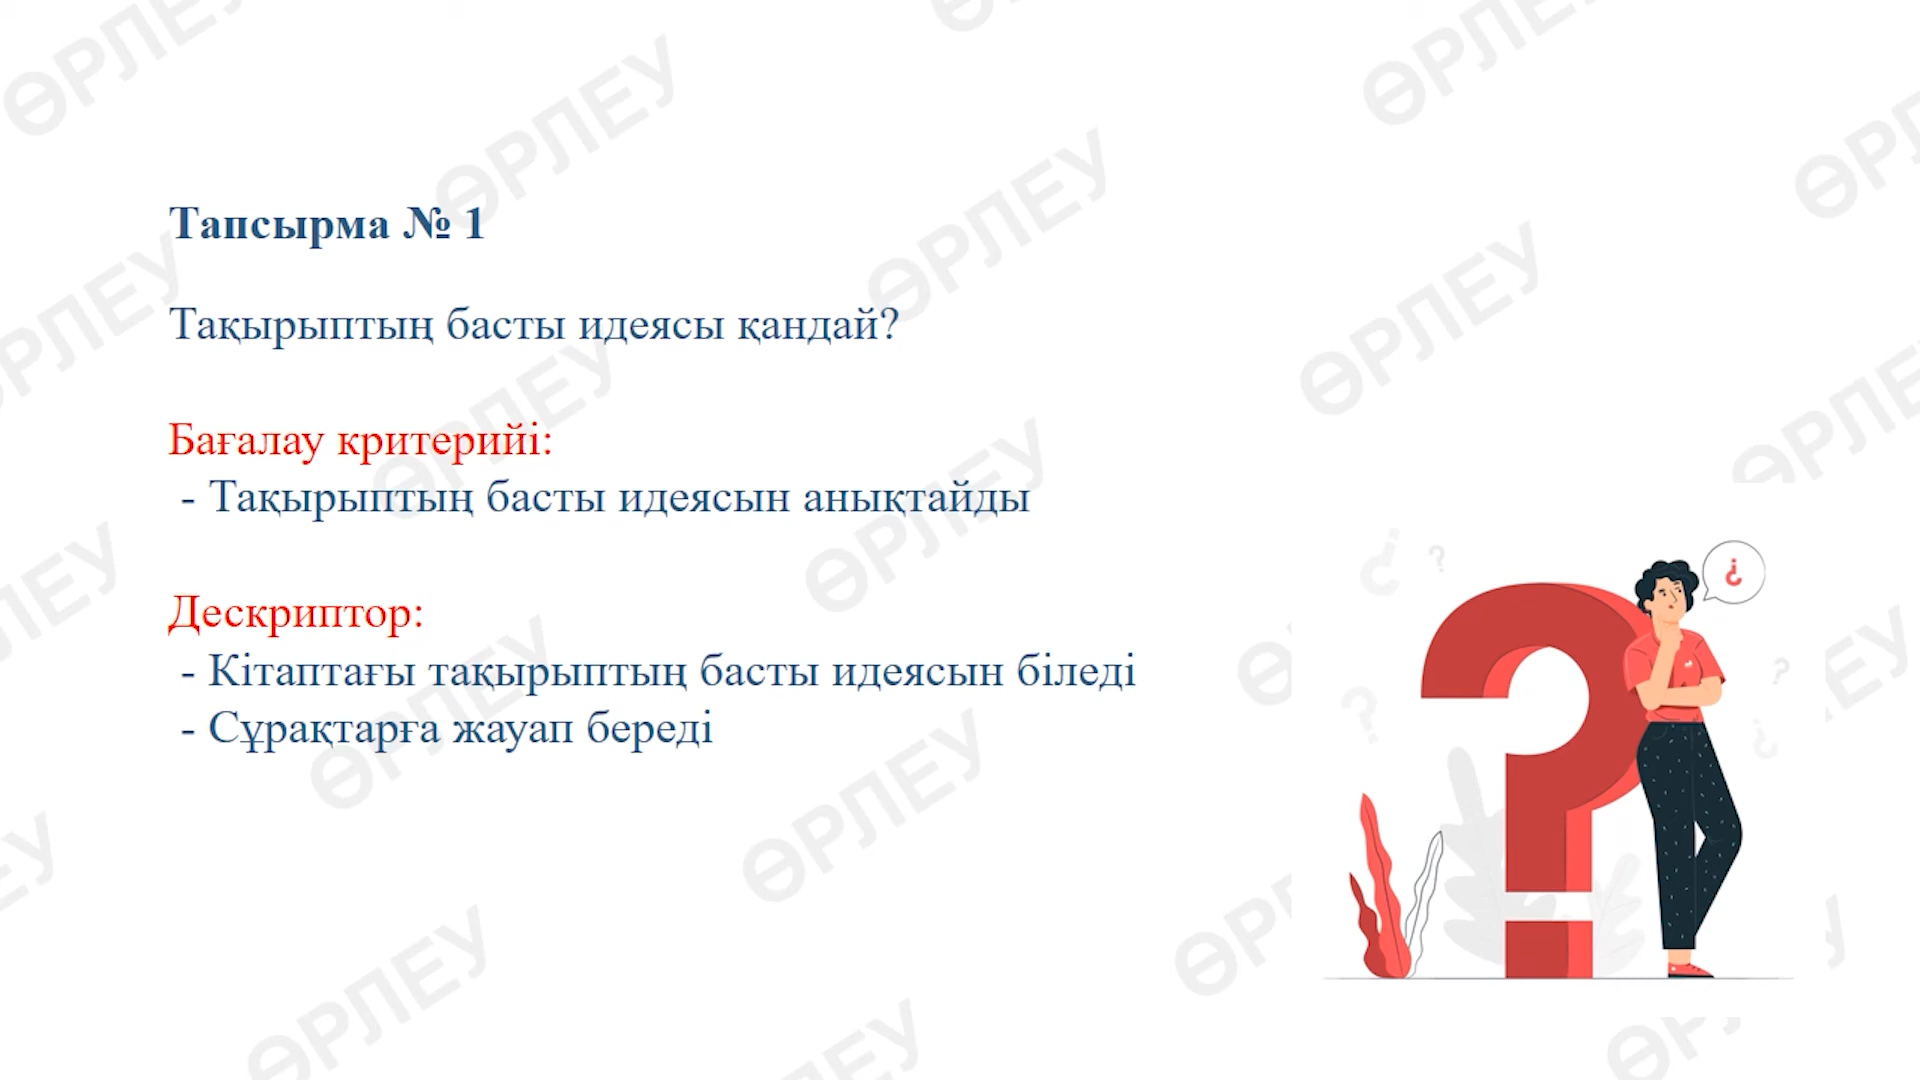 Тапсырма № 1
Тақырыптың басты идеясы қандай?
Бағалау критерийі:
- Тақырыптың басты идеясын анықтайды
Дескриптор:
- Кітаптағы тақырыптың басты идеясын біледі
- Сұрақтарға жауап береді
ӨРЛЕУ